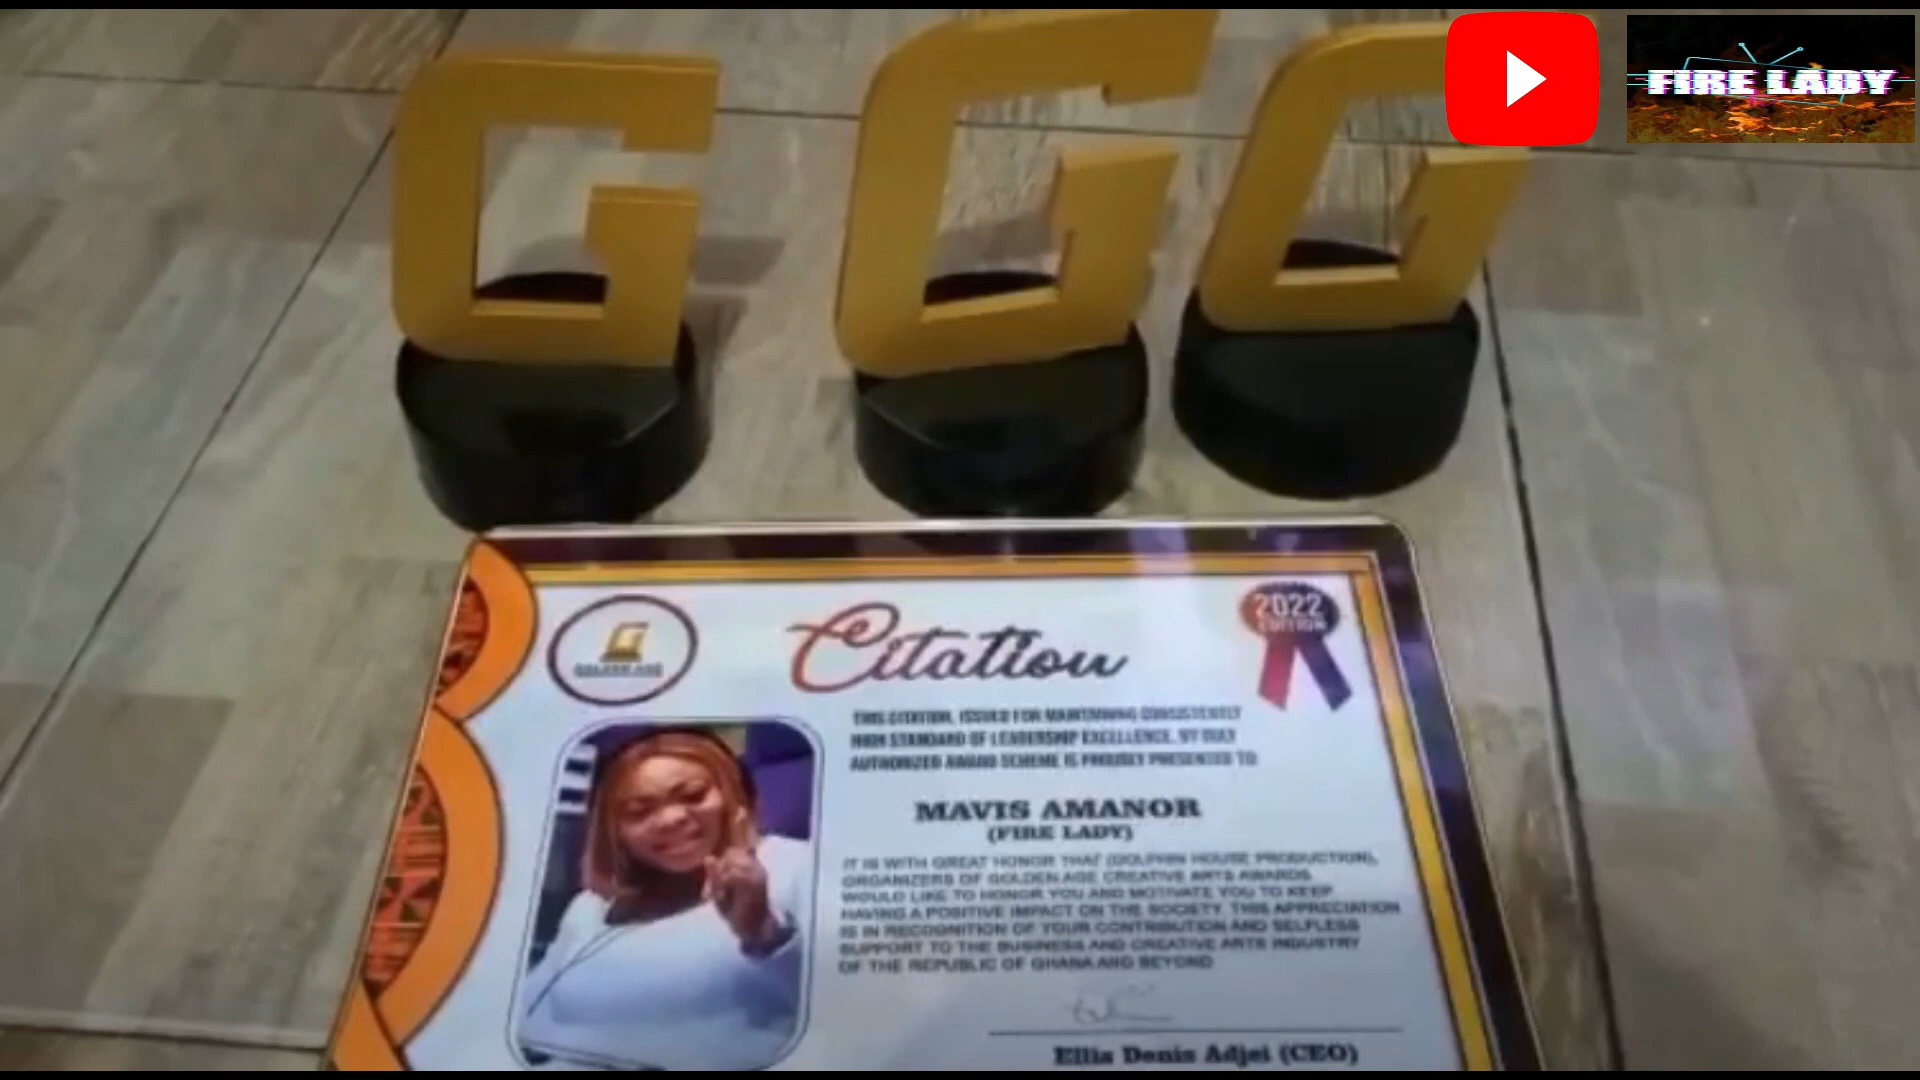 FIRE LADY
2022
EDITION
GOLDEN AGE
Citation
THIS CITATION, ISSUED FOR MAINTAINING CONSISTENTLY
HIGH STANDARD OF LEADERSHIP EXCELLENCE, BY DULY
AUTHORIZED AWARD SCHEME IS PROUDLY PRESENTED TO
MAVIS AMANOR
(FIRE LADY)
IT IS WITH GREAT HONOR THAT (DOLPHIN HOUSE PRODUCTION),
ORGANIZERS OF GOLDEN AGE CREATIVE ARTS AWARDS
WOULD LIKE TO HONOR YOU AND MOTIVATE YOU TO KEEP
HAVING A POSITIVE IMPACT ON THE SOCIETY. THIS APPRECIATION
IS IN RECOGNITION OF YOUR CONTRIBUTION AND SELFLESS
SUPPORT TO THE BUSINESS AND CREATIVE ARTS INDUSTRY
OF THE REPUBLIC OF GHANA AND BEYOND
Ellis Denis Adjei (CEO)